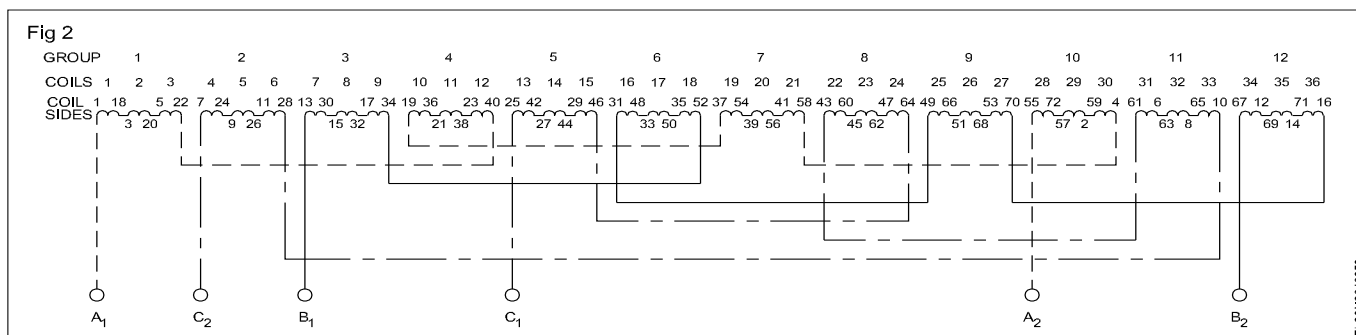 Fig 2
GROUP 1 2 3 4 5 6 7 8 9 10 11 12
COILS 1 2 3 4 5 6 7 8 9 10 11 12 13 14 15 16 17 18 19 20 21 22 23 24 25 26 27 28 29 30 31 32 33 34 35 36
COIL 1 18 5 22 7 24 11 28 13 30 17 34 19 36 23 40 25 42 29 46 31 48 35 52 37 54 41 58 43 60 47 64 49 66 53 70 55 72 59 4 61 6 65 10 67 12 71 16
SIDES 3 20 9 26 15 32 21 38 27 44 33 50 39 56 45 62 51 68 57 2 63 8 69 14
A1 C2 B1 C1 A2 B2